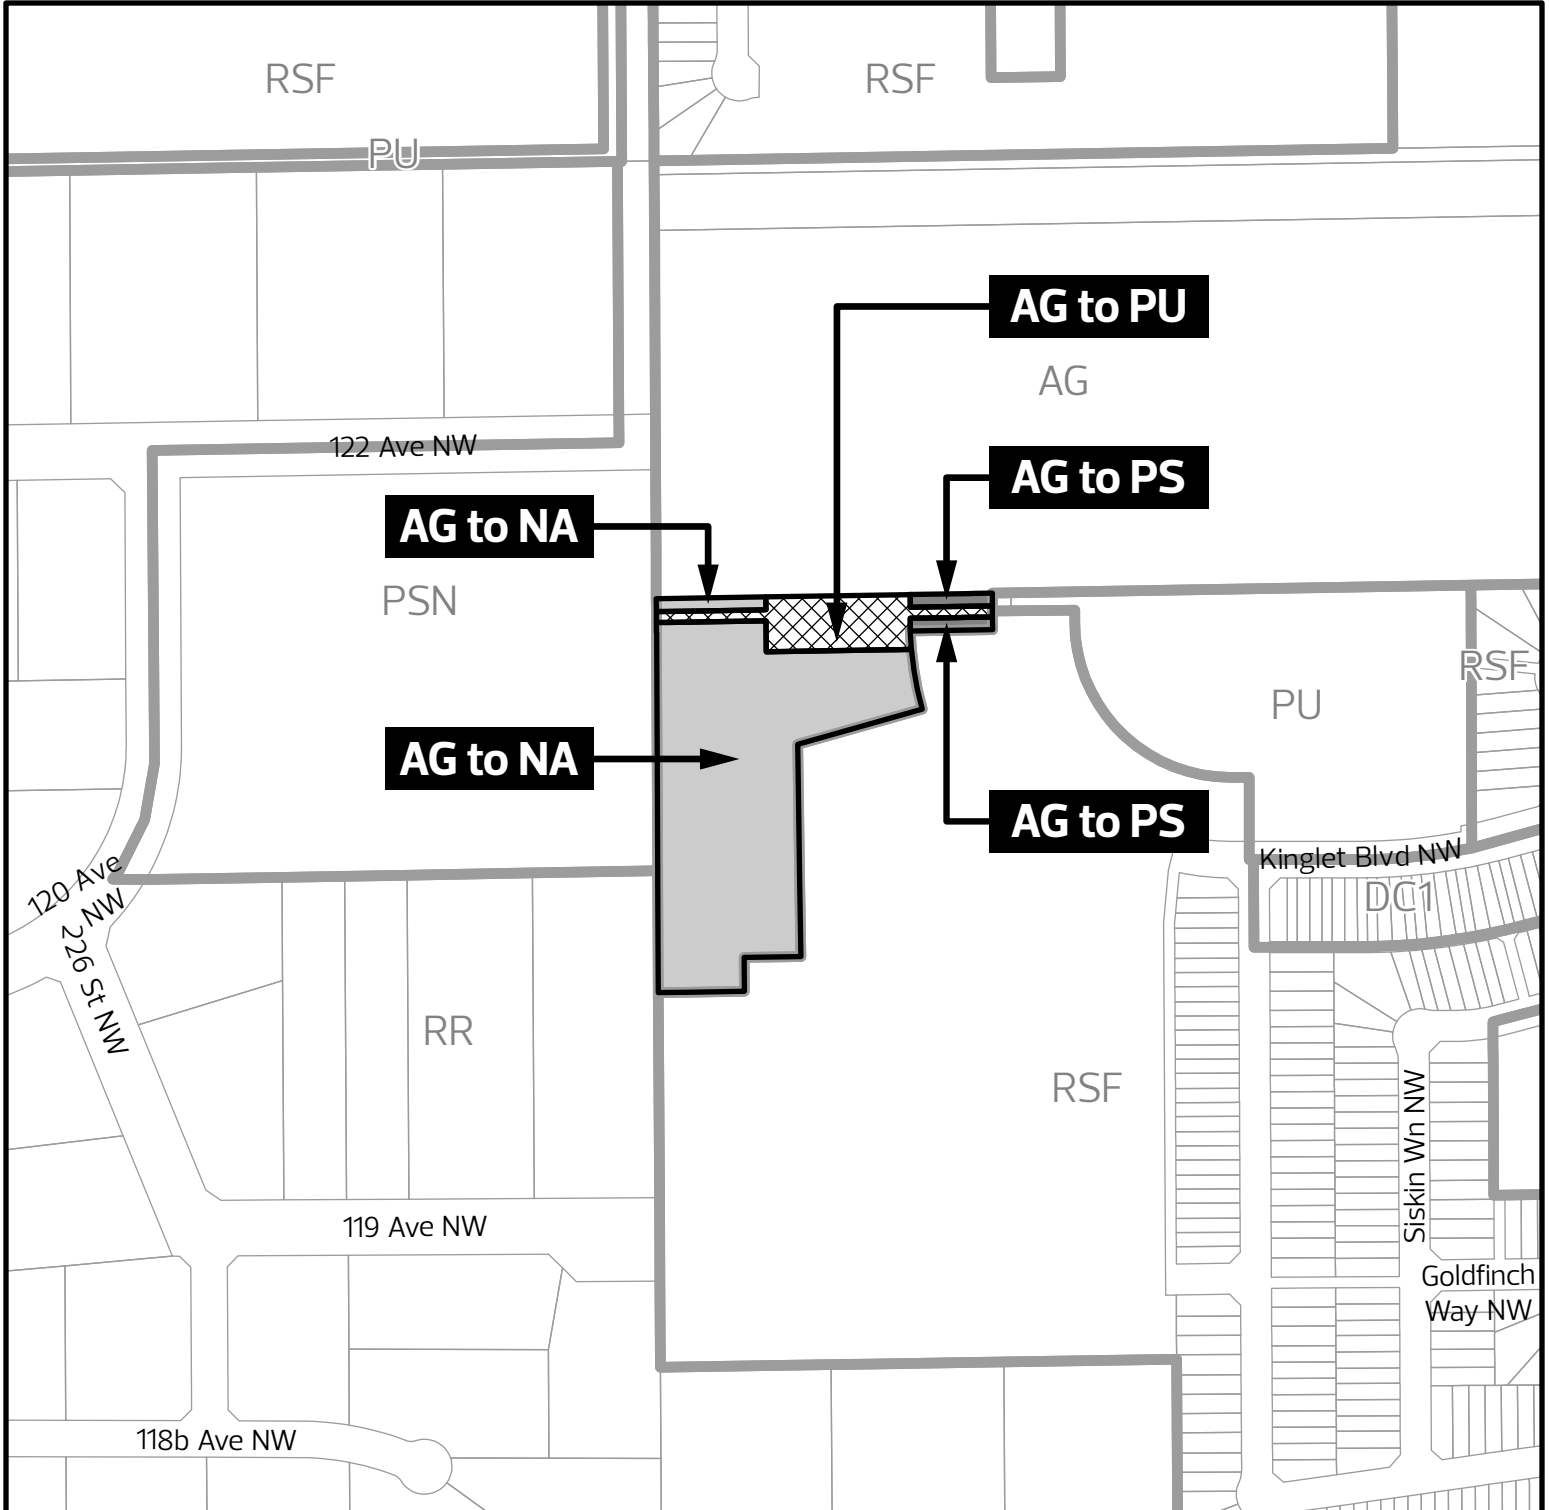 RSF
RSF
PU
AG to PU
AG
122 Ave NW
AG to PS
AG to NA
PSN
RSF
PU
AG to NA
AG to PS
Kinglet Blvd NW
120 Ave
NW
DC1
226 St NW
RR
RSF
Siskin Wn NW
119 Ave NW
Goldfinch
Way NW
118b Ave NW